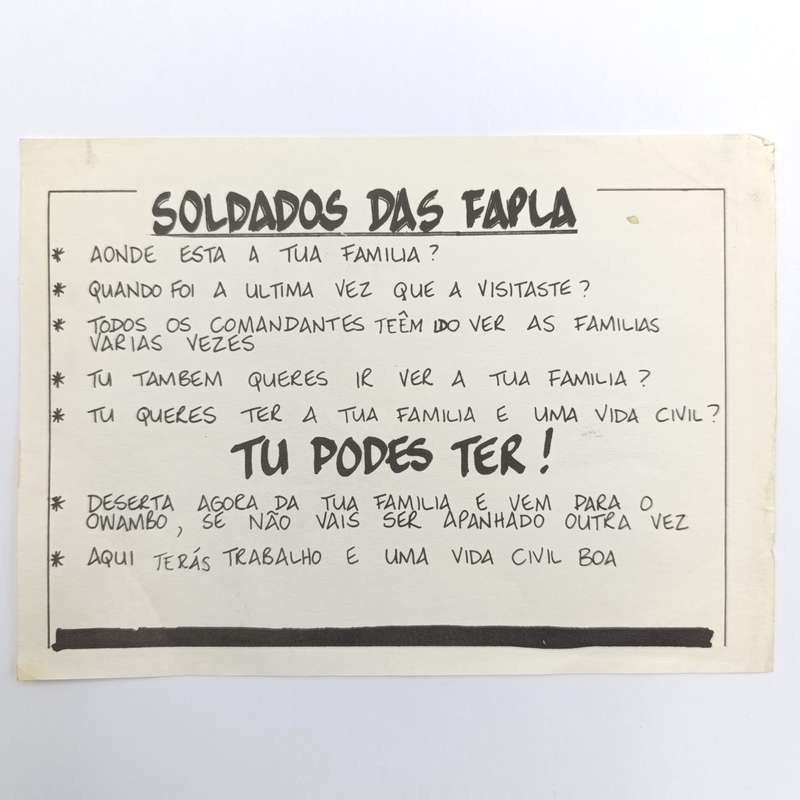 SOLDADOS DAS FAPLA
* AONDE ESTA A TUA FAMILIA?
* QUANDO FOI A ULTIMA VEZ QUE A VISITASTE?
* TODOS OS COMANDANTES TEÊM IDO VER AS FAMILIAS
VARIAS VEZES
* TU TAMBEM QUERES IR VER A TUA FAMILIA?
* TU QUERES TER A TUA FAMILIA E UMA VIDA CIVIL?
TU PODES TER!
* DESERTA AGORA DA TUA FAMILIA E VEM PARA O
OWAMBO, SE NÃO VAIS SER APANHADO OUTRA VEZ
* AQUI TERÁS TRABALHO E UMA VIDA CIVIL BOA